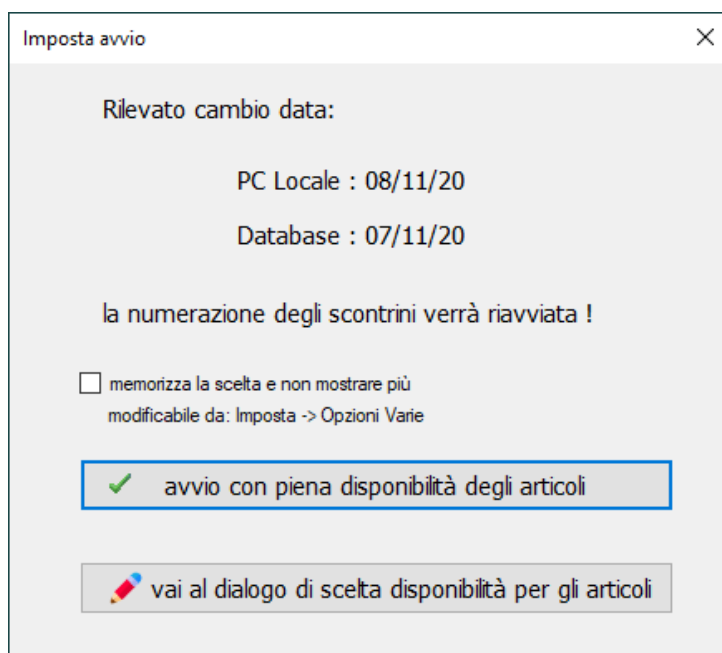 Imposta avvio
Rilevato cambio data:
PC Locale : 08/11/20
Database : 07/11/20
la numerazione degli scontrini verrà riavviata !
memorizza la scelta e non mostrare più
modificabile da: Imposta -> Opzioni Varie
avvio con piena disponibilità degli articoli
vai al dialogo di scelta disponibilità per gli articoli